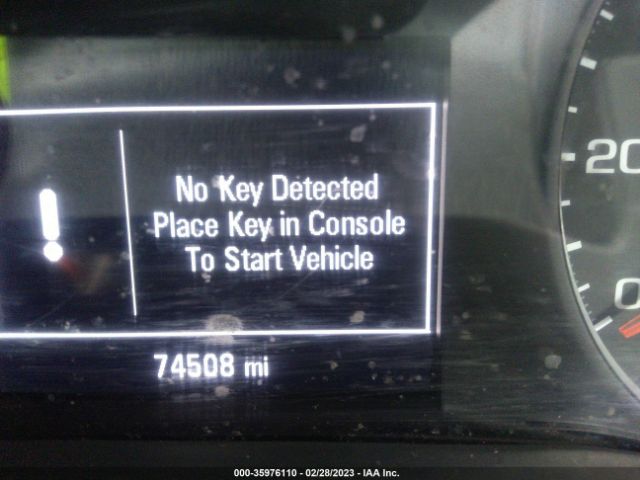 No Key Detected
Place Key in Console
To Start Vehicle
74508 mi
20
0
000-35976110 - 02/28/2023 - IAA Inc.